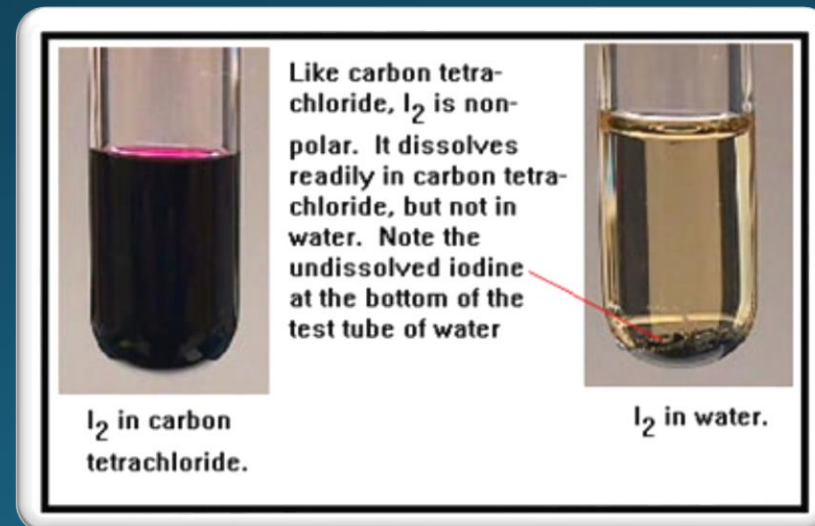 Like carbon tetra-
chloride, I2 is non-
polar. It dissolves
readily in carbon tetra-
chloride, but not in
water. Note the
undissolved iodine
at the bottom of the
test tube of water
I2 in carbon
tetrachloride.
I2 in water.